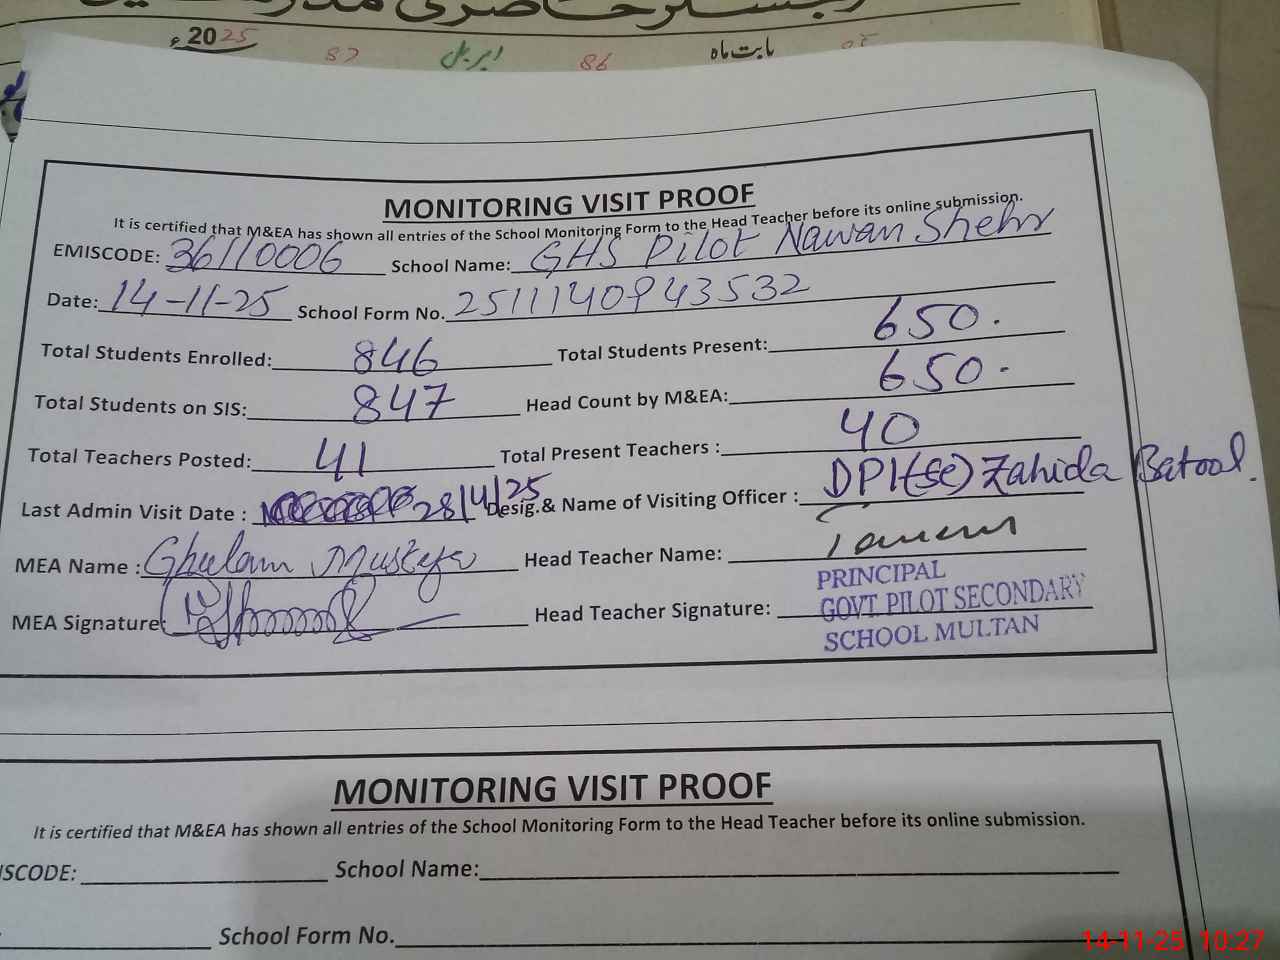 رجسٹر حاضری مدرسین
2025ء 87 اپریل 86 بابت ماہ
MONITORING VISIT PROOF
It is certified that M&EA has shown all entries of the School Monitoring Form to the Head Teacher before its online submission.
EMISCODE: 36110006 School Name: GHS Pilot Nawan Shehr
Date: 14-11-25 School Form No. 25111140943532
Total Students Enrolled: 846 Total Students Present: 650.
Total Students on SIS: 847 Head Count by M&EA: 650.
Total Teachers Posted: 41 Total Present Teachers : 40
Last Admin Visit Date : 28/4/25 Desig.& Name of Visiting Officer : DPI(SE) Zahida Batool.
MEA Name : Ghulam Mustafa Head Teacher Name:
MEA Signature: Head Teacher Signature:
PRINCIPAL
GOVT PILOT SECONDARY
SCHOOL MULTAN
MONITORING VISIT PROOF
It is certified that M&EA has shown all entries of the School Monitoring Form to the Head Teacher before its online submission.
ISCODE: School Name:
School Form No.
14-11-25 10:27